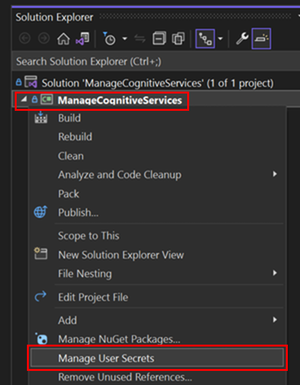 Solution Explorer
Search Solution Explorer (Ctrl+;)
Solution 'ManageCognitiveServices' (1 of 1 project)
ManageCognitiveServices
Build
Rebuild
Clean
Analyze and Code Cleanup
Pack
Publish...
Scope to This
New Solution Explorer View
File Nesting
Edit Project File
Add
Manage NuGet Packages...
Manage User Secrets
Remove Unused References...